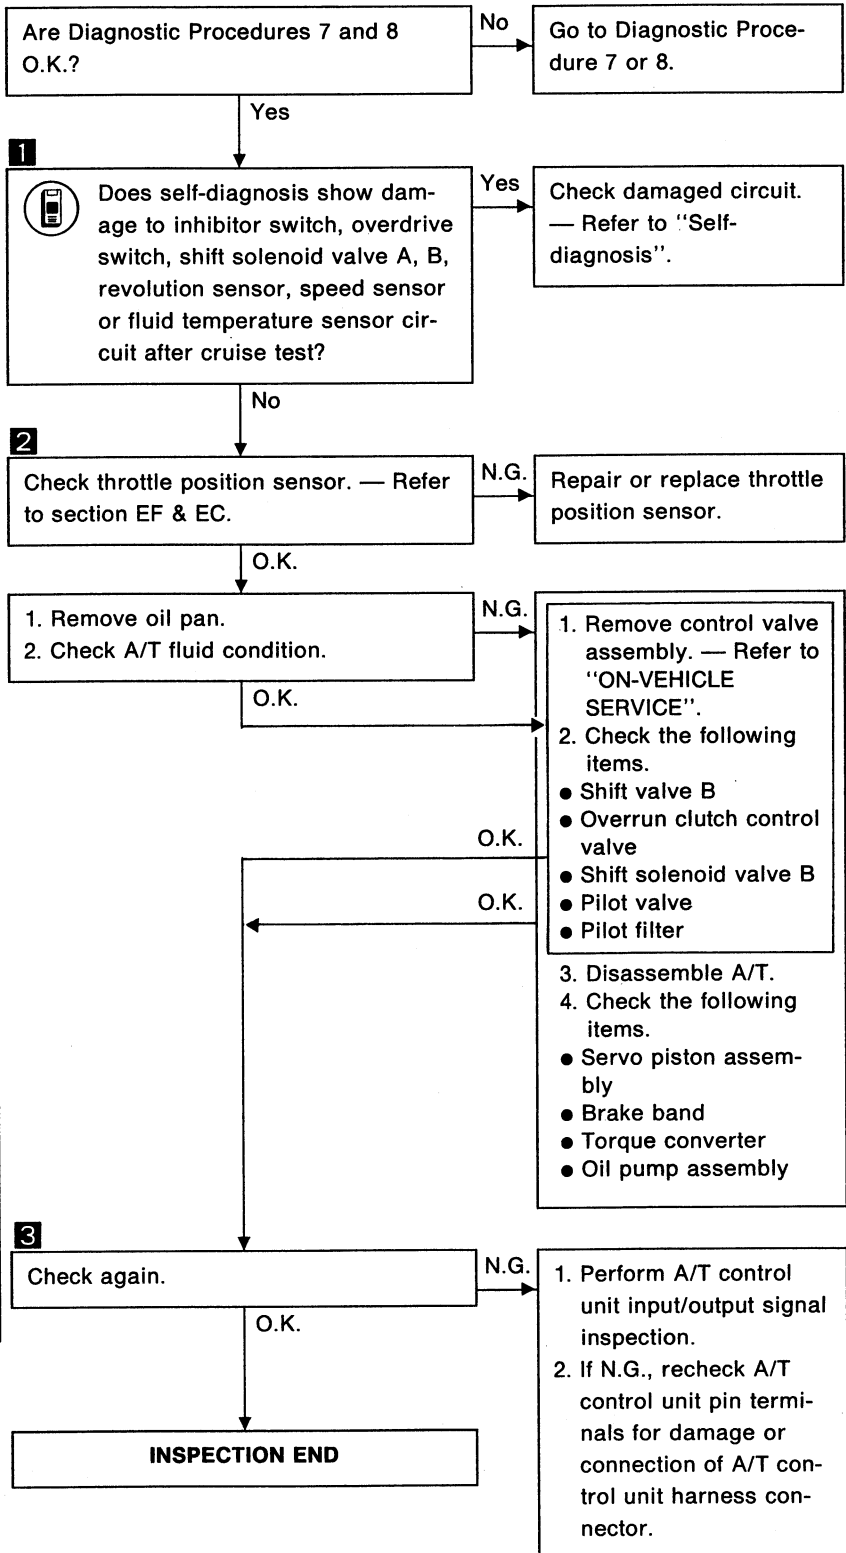 Are Diagnostic Procedures 7 and 8
O.K.?
No
Go to Diagnostic Proce-
dure 7 or 8.
Yes
1
Does self-diagnosis show dam-
age to inhibitor switch, overdrive
switch, shift solenoid valve A, B,
revolution sensor, speed sensor
or fluid temperature sensor cir-
cuit after cruise test?
Yes
Check damaged circuit.
— Refer to "Self-
diagnosis".
No
2
Check throttle position sensor. — Refer
to section EF & EC.
N.G.
Repair or replace throttle
position sensor.
O.K.
1. Remove oil pan.
2. Check A/T fluid condition.
N.G.
O.K.
1. Remove control valve
assembly. — Refer to
"ON-VEHICLE
SERVICE".
2. Check the following
items.
● Shift valve B
● Overrun clutch control
valve
● Shift solenoid valve B
● Pilot valve
● Pilot filter
O.K.
O.K.
3. Disassemble A/T.
4. Check the following
items.
● Servo piston assem-
bly
● Brake band
● Torque converter
● Oil pump assembly
3
Check again.
N.G.
1. Perform A/T control
unit input/output signal
inspection.
2. If N.G., recheck A/T
control unit pin termi-
nals for damage or
connection of A/T con-
trol unit harness con-
nector.
O.K.
INSPECTION END